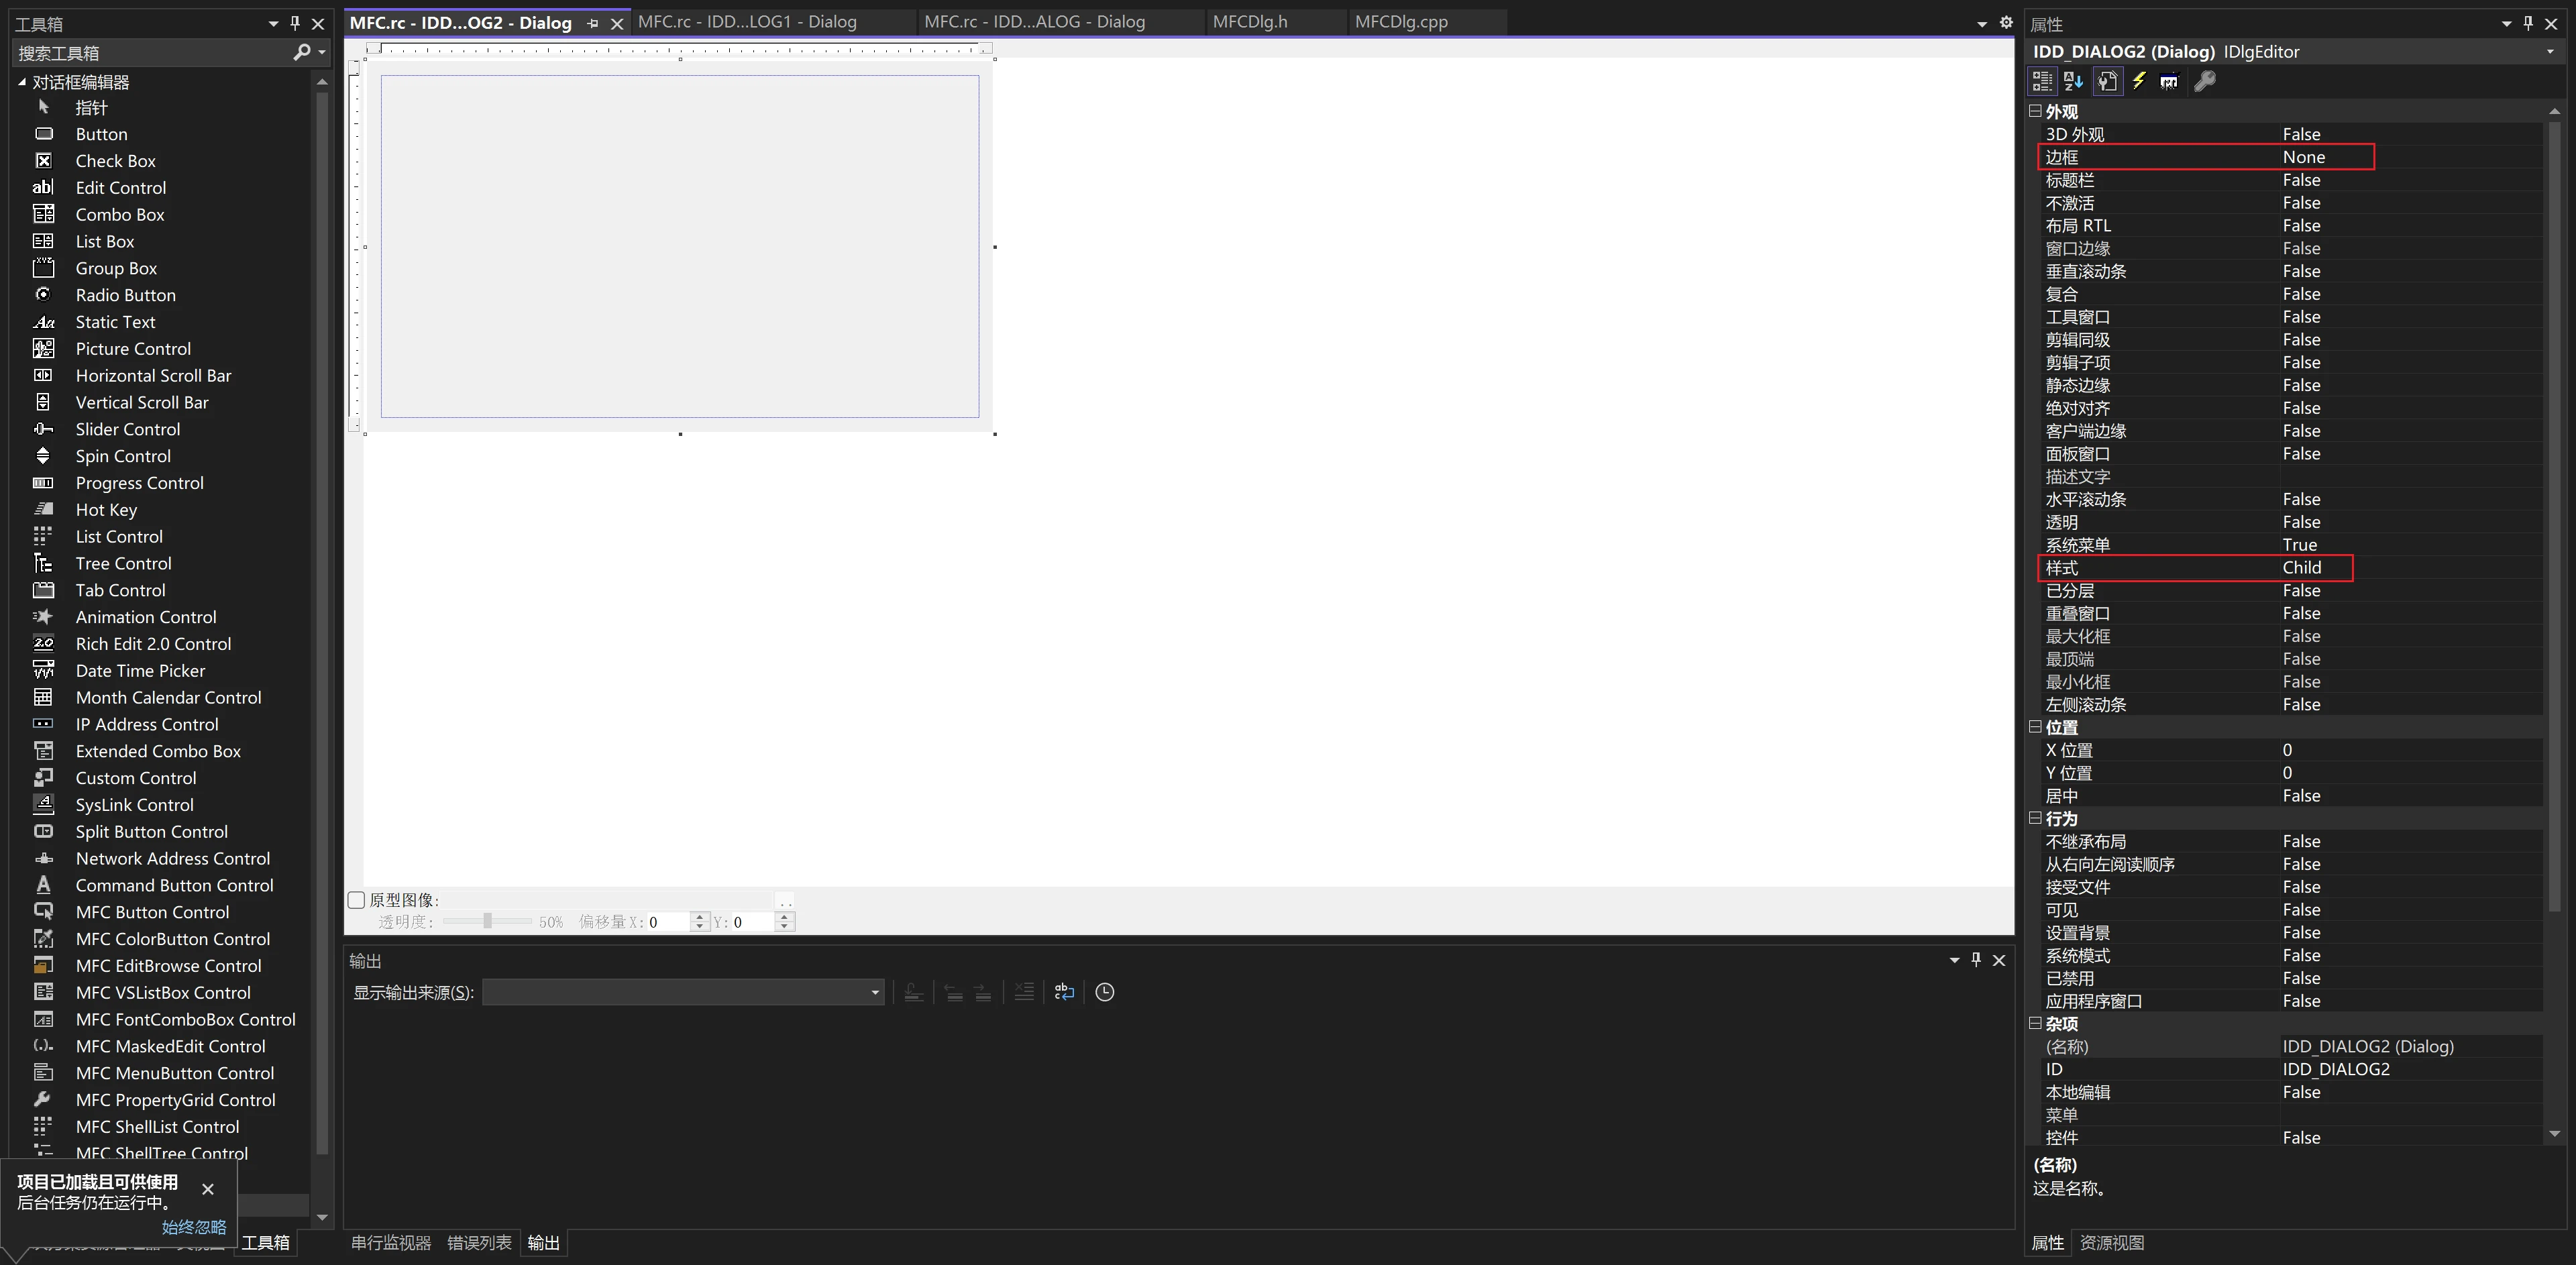 工具箱
搜索工具箱
对话框编辑器
指针
Button
Check Box
Edit Control
Combo Box
List Box
Group Box
Radio Button
Static Text
Picture Control
Horizontal Scroll Bar
Vertical Scroll Bar
Slider Control
Spin Control
Progress Control
Hot Key
List Control
Tree Control
Tab Control
Animation Control
Rich Edit 2.0 Control
Date Time Picker
Month Calendar Control
IP Address Control
Extended Combo Box
Custom Control
SysLink Control
Split Button Control
Network Address Control
Command Button Control
MFC Button Control
MFC ColorButton Control
MFC EditBrowse Control
MFC VSListBox Control
MFC FontComboBox Control
MFC MaskedEdit Control
MFC MenuButton Control
MFC PropertyGrid Control
MFC ShellList Control
MFC ShellTree Control
项目已加载且可供使用
后台任务仍在运行中。
始终忽略
工具箱
MFC.rc - IDD...OG2 - Dialog
MFC.rc - IDD...LOG1 - Dialog
MFC.rc - IDD...ALOG - Dialog
MFCDlg.h
MFCDlg.cpp
原型图像:
..
透明度: 50% 偏移量 X: 0 Y: 0
输出
显示输出来源(S):
串行监视器 错误列表 输出
属性
IDD_DIALOG2 (Dialog) IDlgEditor
外观
3D 外观 False
边框 None
标题栏 False
不激活 False
布局 RTL False
窗口边缘 False
垂直滚动条 False
复合 False
工具窗口 False
剪辑同级 False
剪辑子项 False
静态边缘 False
绝对对齐 False
客户端边缘 False
面板窗口 False
描述文字
水平滚动条 False
透明 False
系统菜单 True
样式 Child
已分层 False
重叠窗口 False
最大化框 False
最顶端 False
最小化框 False
左侧滚动条 False
位置
X 位置 0
Y 位置 0
居中 False
行为
不继承布局 False
从右向左阅读顺序 False
接受文件 False
可见 False
设置背景 False
系统模式 False
已禁用 False
应用程序窗口 False
杂项
(名称) IDD_DIALOG2 (Dialog)
ID IDD_DIALOG2
本地编辑 False
菜单
控件 False
(名称)
这是名称。
属性 资源视图